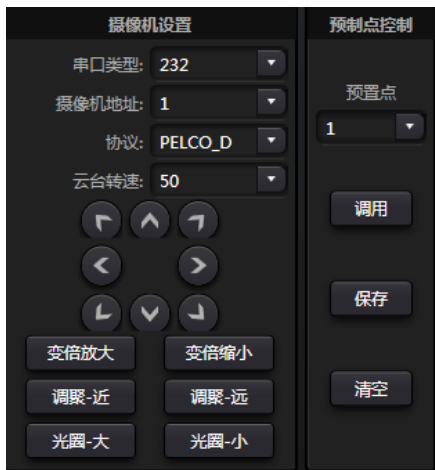 摄像机设置
串口类型: 232
摄像机地址: 1
协议: PELCO_D
云台转速: 50
变倍放大 变倍缩小
调聚-近 调聚-远
光圈-大 光圈-小
预制点控制
预置点
1
调用
保存
清空